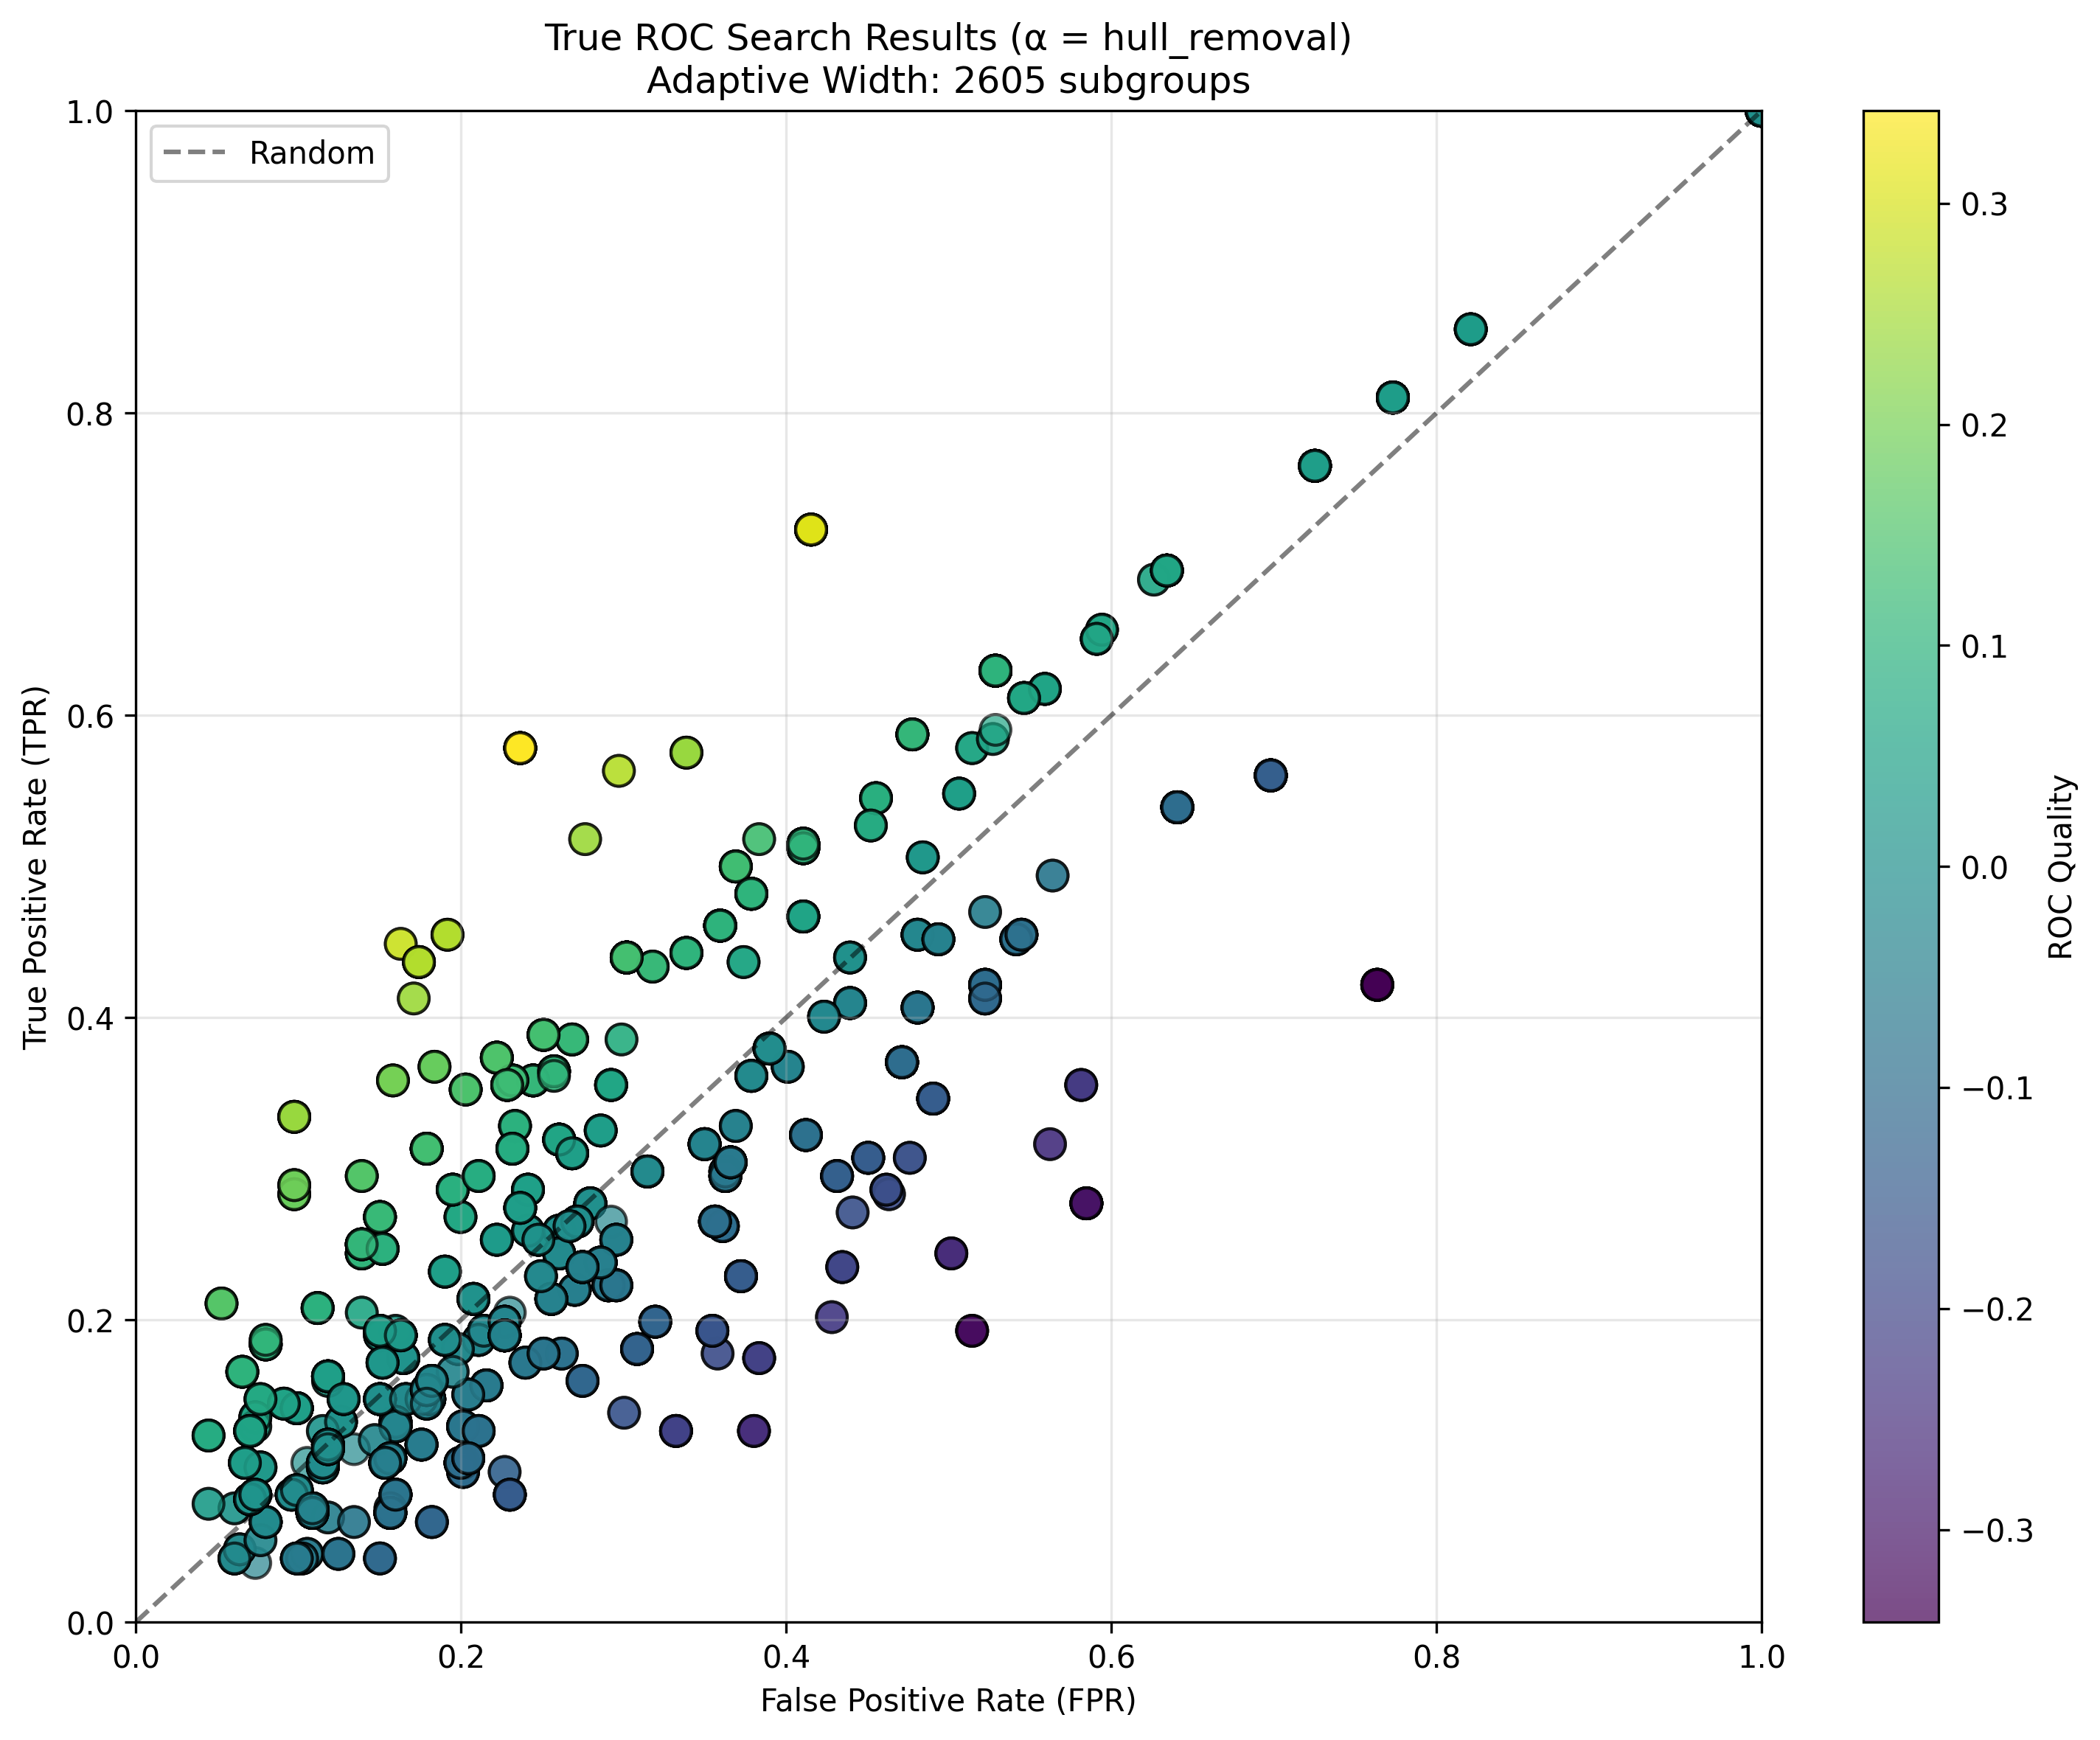 True ROC Search Results (α = hull_removal)
Adaptive Width: 2605 subgroups
Random
True Positive Rate (TPR)
1.0
0.8
0.6
0.4
0.2
0.0
0.0 0.2 0.4 0.6 0.8 1.0
False Positive Rate (FPR)
0.3
0.2
0.1
0.0
−0.1
−0.2
−0.3
ROC Quality